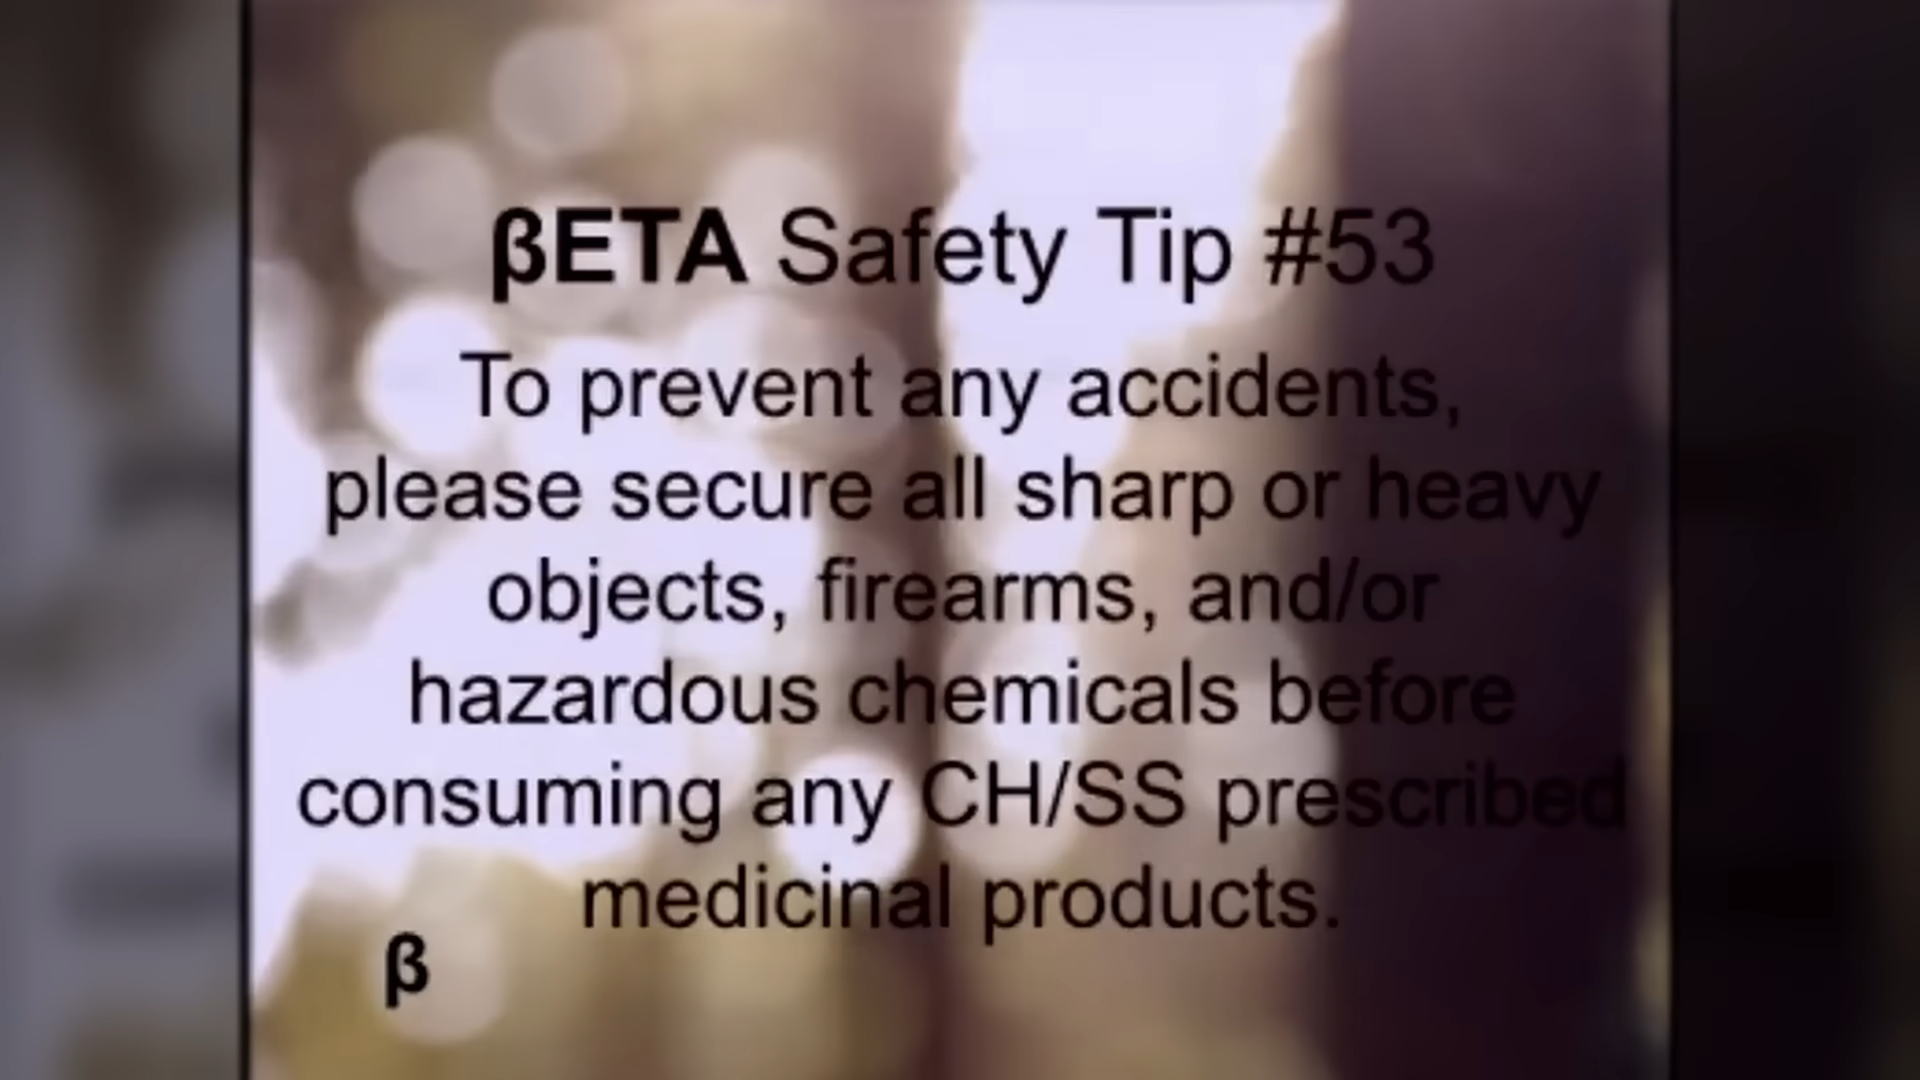 βETA Safety Tip #53
To prevent any accidents,
please secure all sharp or heavy
objects, firearms, and/or
hazardous chemicals before
consuming any CH/SS prescribed
medicinal products.
β